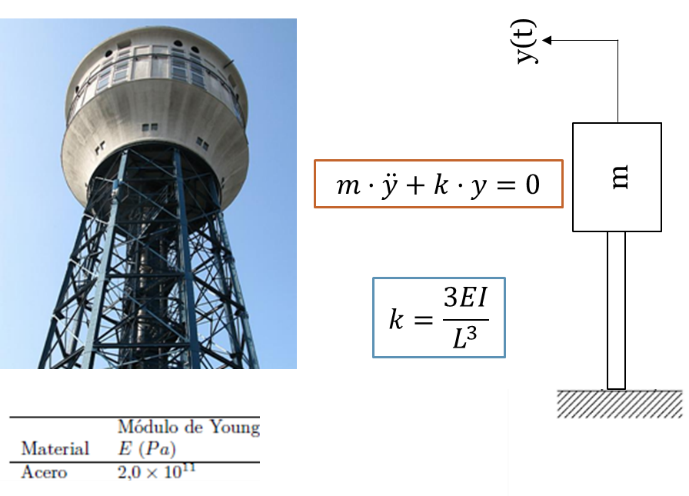 y(t)
m · ÿ + k · y = 0
m
k = 3EI / L³
Módulo de Young
Material E (Pa)
Acero 2,0 × 10¹¹